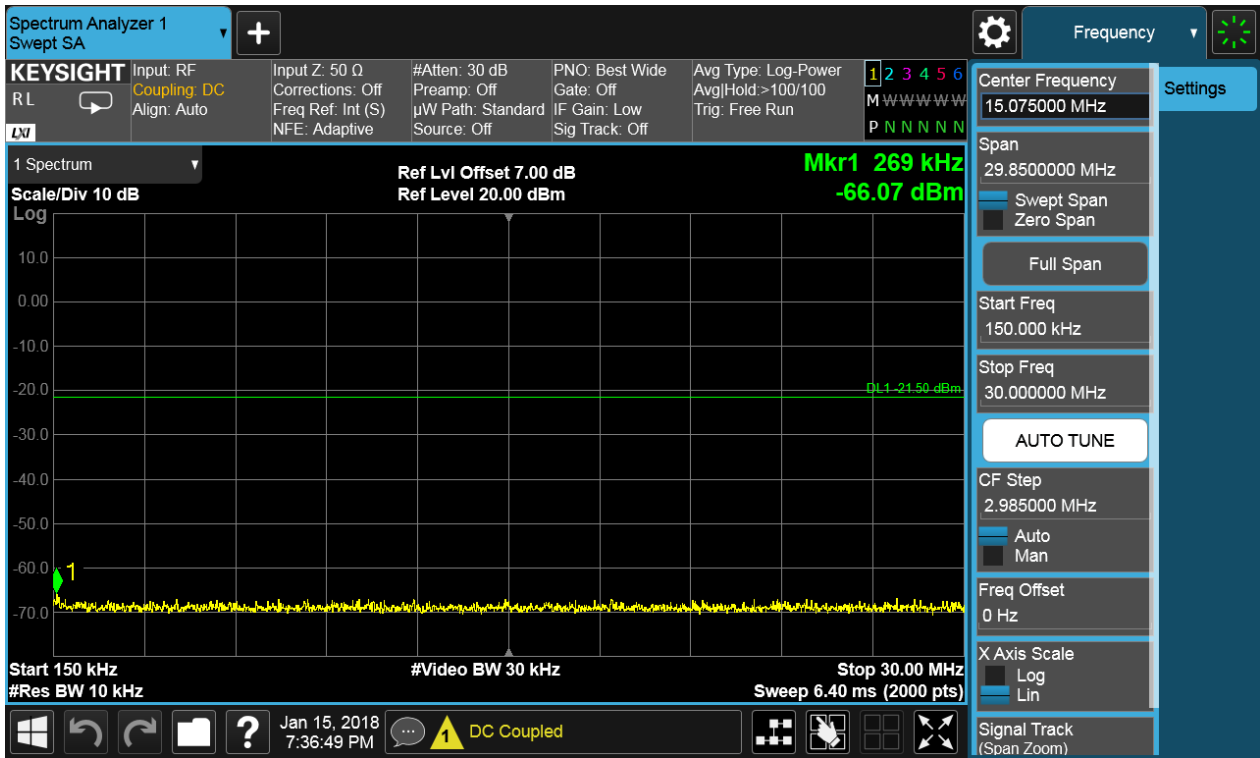 Spectrum Analyzer 1
Swept SA
Frequency
KEYSIGHT
R L
LXI
Input: RF
Coupling: DC
Align: Auto
Input Z: 50 Ω
Corrections: Off
Freq Ref: Int (S)
NFE: Adaptive
#Atten: 30 dB
Preamp: Off
µW Path: Standard
Source: Off
PNO: Best Wide
Gate: Off
IF Gain: Low
Sig Track: Off
Avg Type: Log-Power
Avg|Hold:>100/100
Trig: Free Run
1 2 3 4 5 6
M W W W W W
P N N N N N
1 Spectrum
Scale/Div 10 dB
Log
Ref Lvl Offset 7.00 dB
Ref Level 20.00 dBm
Mkr1 269 kHz
-66.07 dBm
10.0
0.00
-10.0
-20.0
DL1 -21.50 dBm
-30.0
-40.0
-50.0
-60.0
1
-70.0
Start 150 kHz
#Video BW 30 kHz
Stop 30.00 MHz
#Res BW 10 kHz
Sweep 6.40 ms (2000 pts)
Center Frequency
15.075000 MHz
Settings
Span
29.8500000 MHz
Swept Span
Zero Span
Full Span
Start Freq
150.000 kHz
Stop Freq
30.000000 MHz
AUTO TUNE
CF Step
2.985000 MHz
Auto
Man
Freq Offset
0 Hz
X Axis Scale
Log
Lin
Signal Track
(Span Zoom)
?
Jan 15, 2018
7:36:49 PM
1
DC Coupled